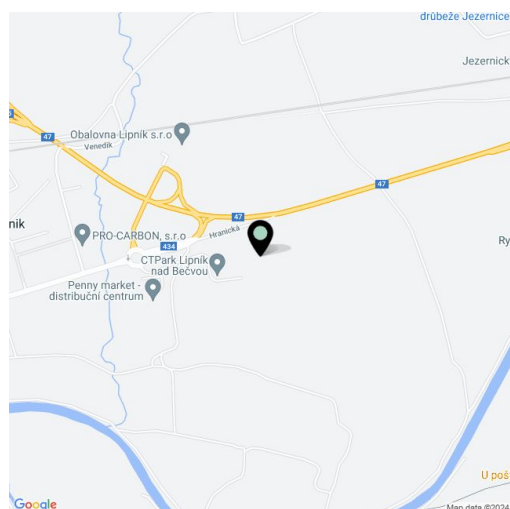 drůbeže Jezernice
Jezernick
Obalovna Lipník s.r.o
47
Venedik
47
47
nik
PRO-CARBON, s.r.o
Hranická
434
CTPark Lipník
nad Bečvou
Penny market -
distribuční centrum
Ry
U poš
Google
Map data ©2024